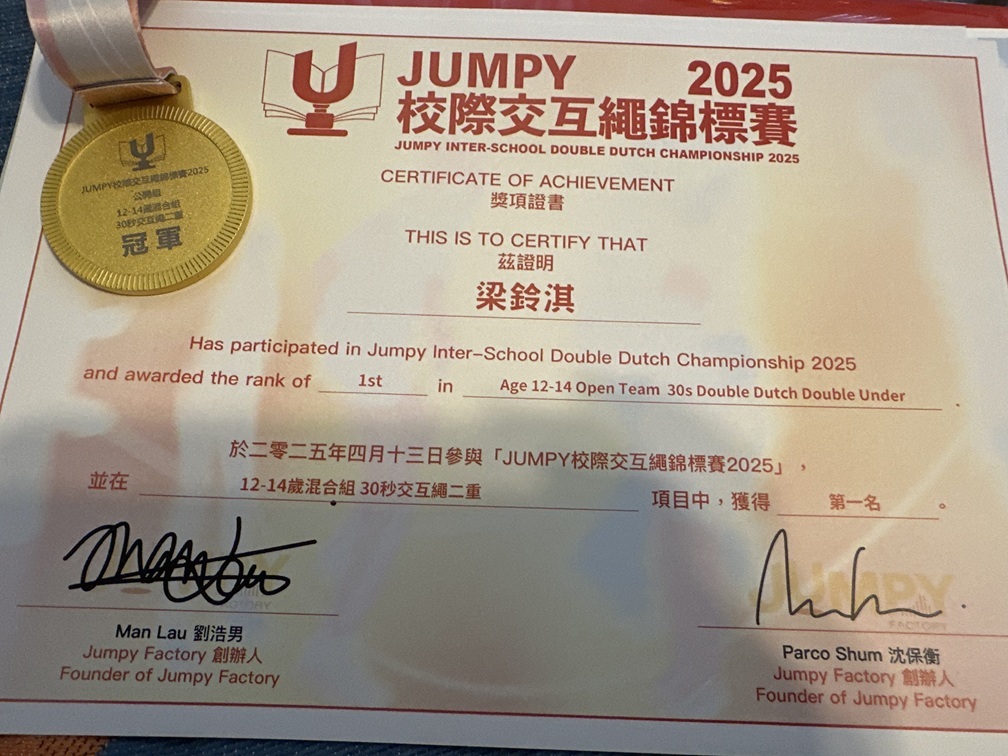 JUMPY 2025
校際交互繩錦標賽
JUMPY INTER-SCHOOL DOUBLE DUTCH CHAMPIONSHIP 2025
CERTIFICATE OF ACHIEVEMENT
獎項證書
THIS IS TO CERTIFY THAT
茲證明
梁鈴淇
Has participated in Jumpy Inter-School Double Dutch Championship 2025
and awarded the rank of 1st in Age 12-14 Open Team 30s Double Dutch Double Under .
於二零二五年四月十三日參與「JUMPY校際交互繩錦標賽2025」，
並在 12-14歲混合組 30秒交互繩二重 項目中，獲得 第一名 。
Man Lau 劉浩男
Jumpy Factory 創辦人
Founder of Jumpy Factory
JUMPY
FACTORY
Parco Shum 沈保衡
Jumpy Factory 創辦人
Founder of Jumpy Factory
JUMPY校際交互繩錦標賽2025
公開組
12-14歲混合組
30秒交互繩二重
冠軍